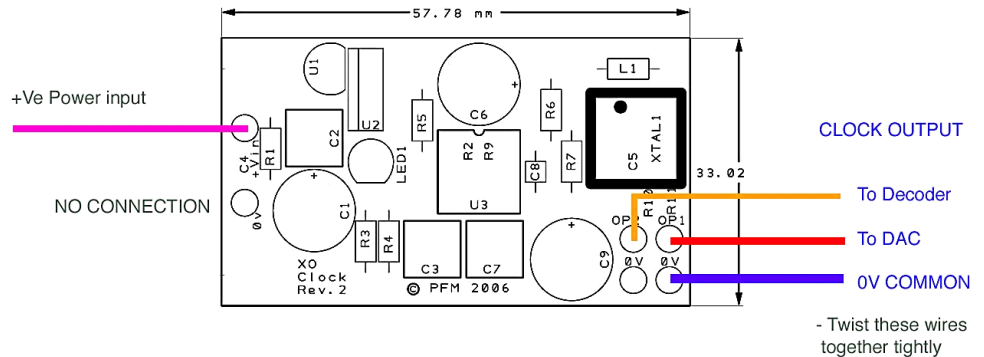 57.78 mm
+Ve Power input
U1
L1
C2
U2
R5
C6
+
R6
XTAL1
CLOCK OUTPUT
C4
+Vin
R1
LED1
R2
R9
C8
R7
C5
33.02
NO CONNECTION
0v
+
C1
U3
R10
R11
To Decoder
R3
R4
+
C9
OP1
To DAC
0V
0V
C3
C7
XO
Clock
Rev.2
© PFM 2006
0V COMMON
- Twist these wires
together tightly